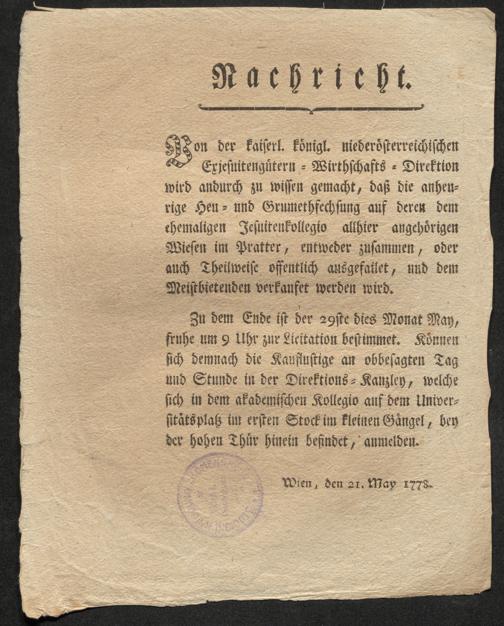 Nachricht.
Von der kaiserl. königl. niederösterreichischen
Exjesuitengütern-Wirthschafts-Direktion
wird andurch zu wissen gemacht, daß die anheu-
rige Heu- und Grumethfechsung auf deren dem
ehemaligen Jesuitenkollegio allhier angehörigen
Wiesen im Pratter, entweder zusammen, oder
auch Theilweise offentlich ausgefailet, und dem
Meistbietenden verkaufet werden wird.
Zu dem Ende ist der 29ste dies Monat May,
fruhe um 9 Uhr zur Licitation bestimmet. Können
sich demnach die Kauflustige an obbesagten Tag
und Stunde in der Direktions-Kanzley, welche
sich in dem akademischen Kollegio auf dem Univer-
sitätsplatz im ersten Stock im kleinen Gängel, bey
der hohen Thür hinein befindet, anmelden.
Wien, den 21. May 1778.